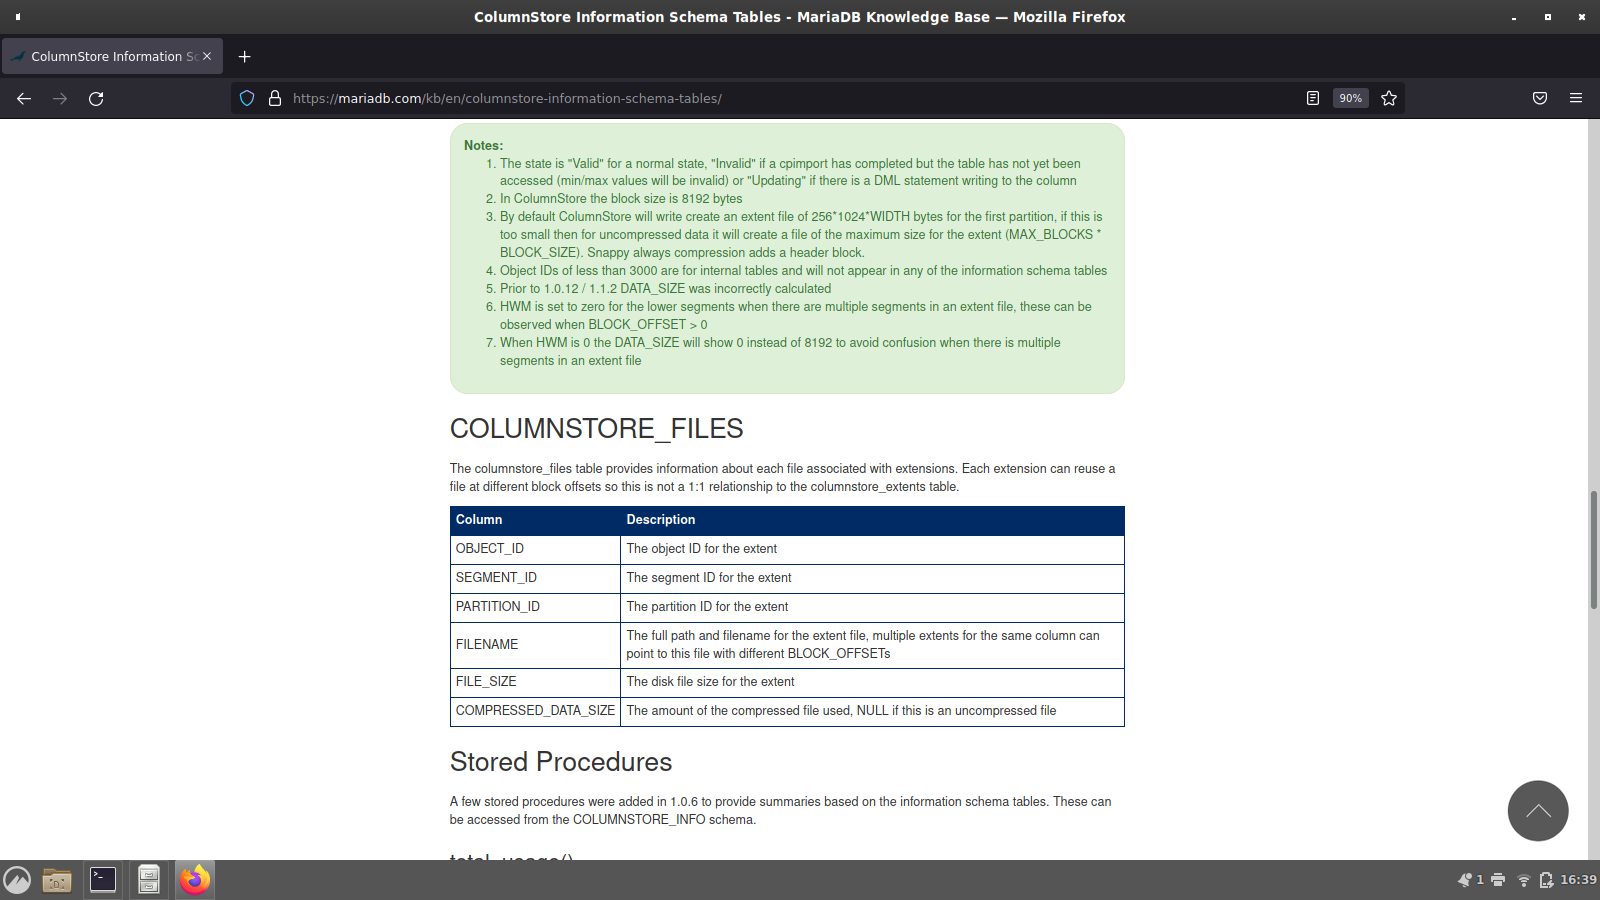 ColumnStore Information Schema Tables - MariaDB Knowledge Base — Mozilla Firefox
ColumnStore Information Sc
https://mariadb.com/kb/en/columnstore-information-schema-tables/
90%
Notes:
1. The state is "Valid" for a normal state, "Invalid" if a cpimport has completed but the table has not yet been
accessed (min/max values will be invalid) or "Updating" if there is a DML statement writing to the column
2. In ColumnStore the block size is 8192 bytes
3. By default ColumnStore will write create an extent file of 256*1024*WIDTH bytes for the first partition, if this is
too small then for uncompressed data it will create a file of the maximum size for the extent (MAX_BLOCKS *
BLOCK_SIZE). Snappy always compression adds a header block.
4. Object IDs of less than 3000 are for internal tables and will not appear in any of the information schema tables
5. Prior to 1.0.12 / 1.1.2 DATA_SIZE was incorrectly calculated
6. HWM is set to zero for the lower segments when there are multiple segments in an extent file, these can be
observed when BLOCK_OFFSET > 0
7. When HWM is 0 the DATA_SIZE will show 0 instead of 8192 to avoid confusion when there is multiple
segments in an extent file
COLUMNSTORE_FILES
The columnstore_files table provides information about each file associated with extensions. Each extension can reuse a
file at different block offsets so this is not a 1:1 relationship to the columnstore_extents table.
Column Description
OBJECT_ID The object ID for the extent
SEGMENT_ID The segment ID for the extent
PARTITION_ID The partition ID for the extent
FILENAME The full path and filename for the extent file, multiple extents for the same column can
point to this file with different BLOCK_OFFSETs
FILE_SIZE The disk file size for the extent
COMPRESSED_DATA_SIZE The amount of the compressed file used, NULL if this is an uncompressed file
Stored Procedures
A few stored procedures were added in 1.0.6 to provide summaries based on the information schema tables. These can
be accessed from the COLUMNSTORE_INFO schema.
total_usage()
1
16:39